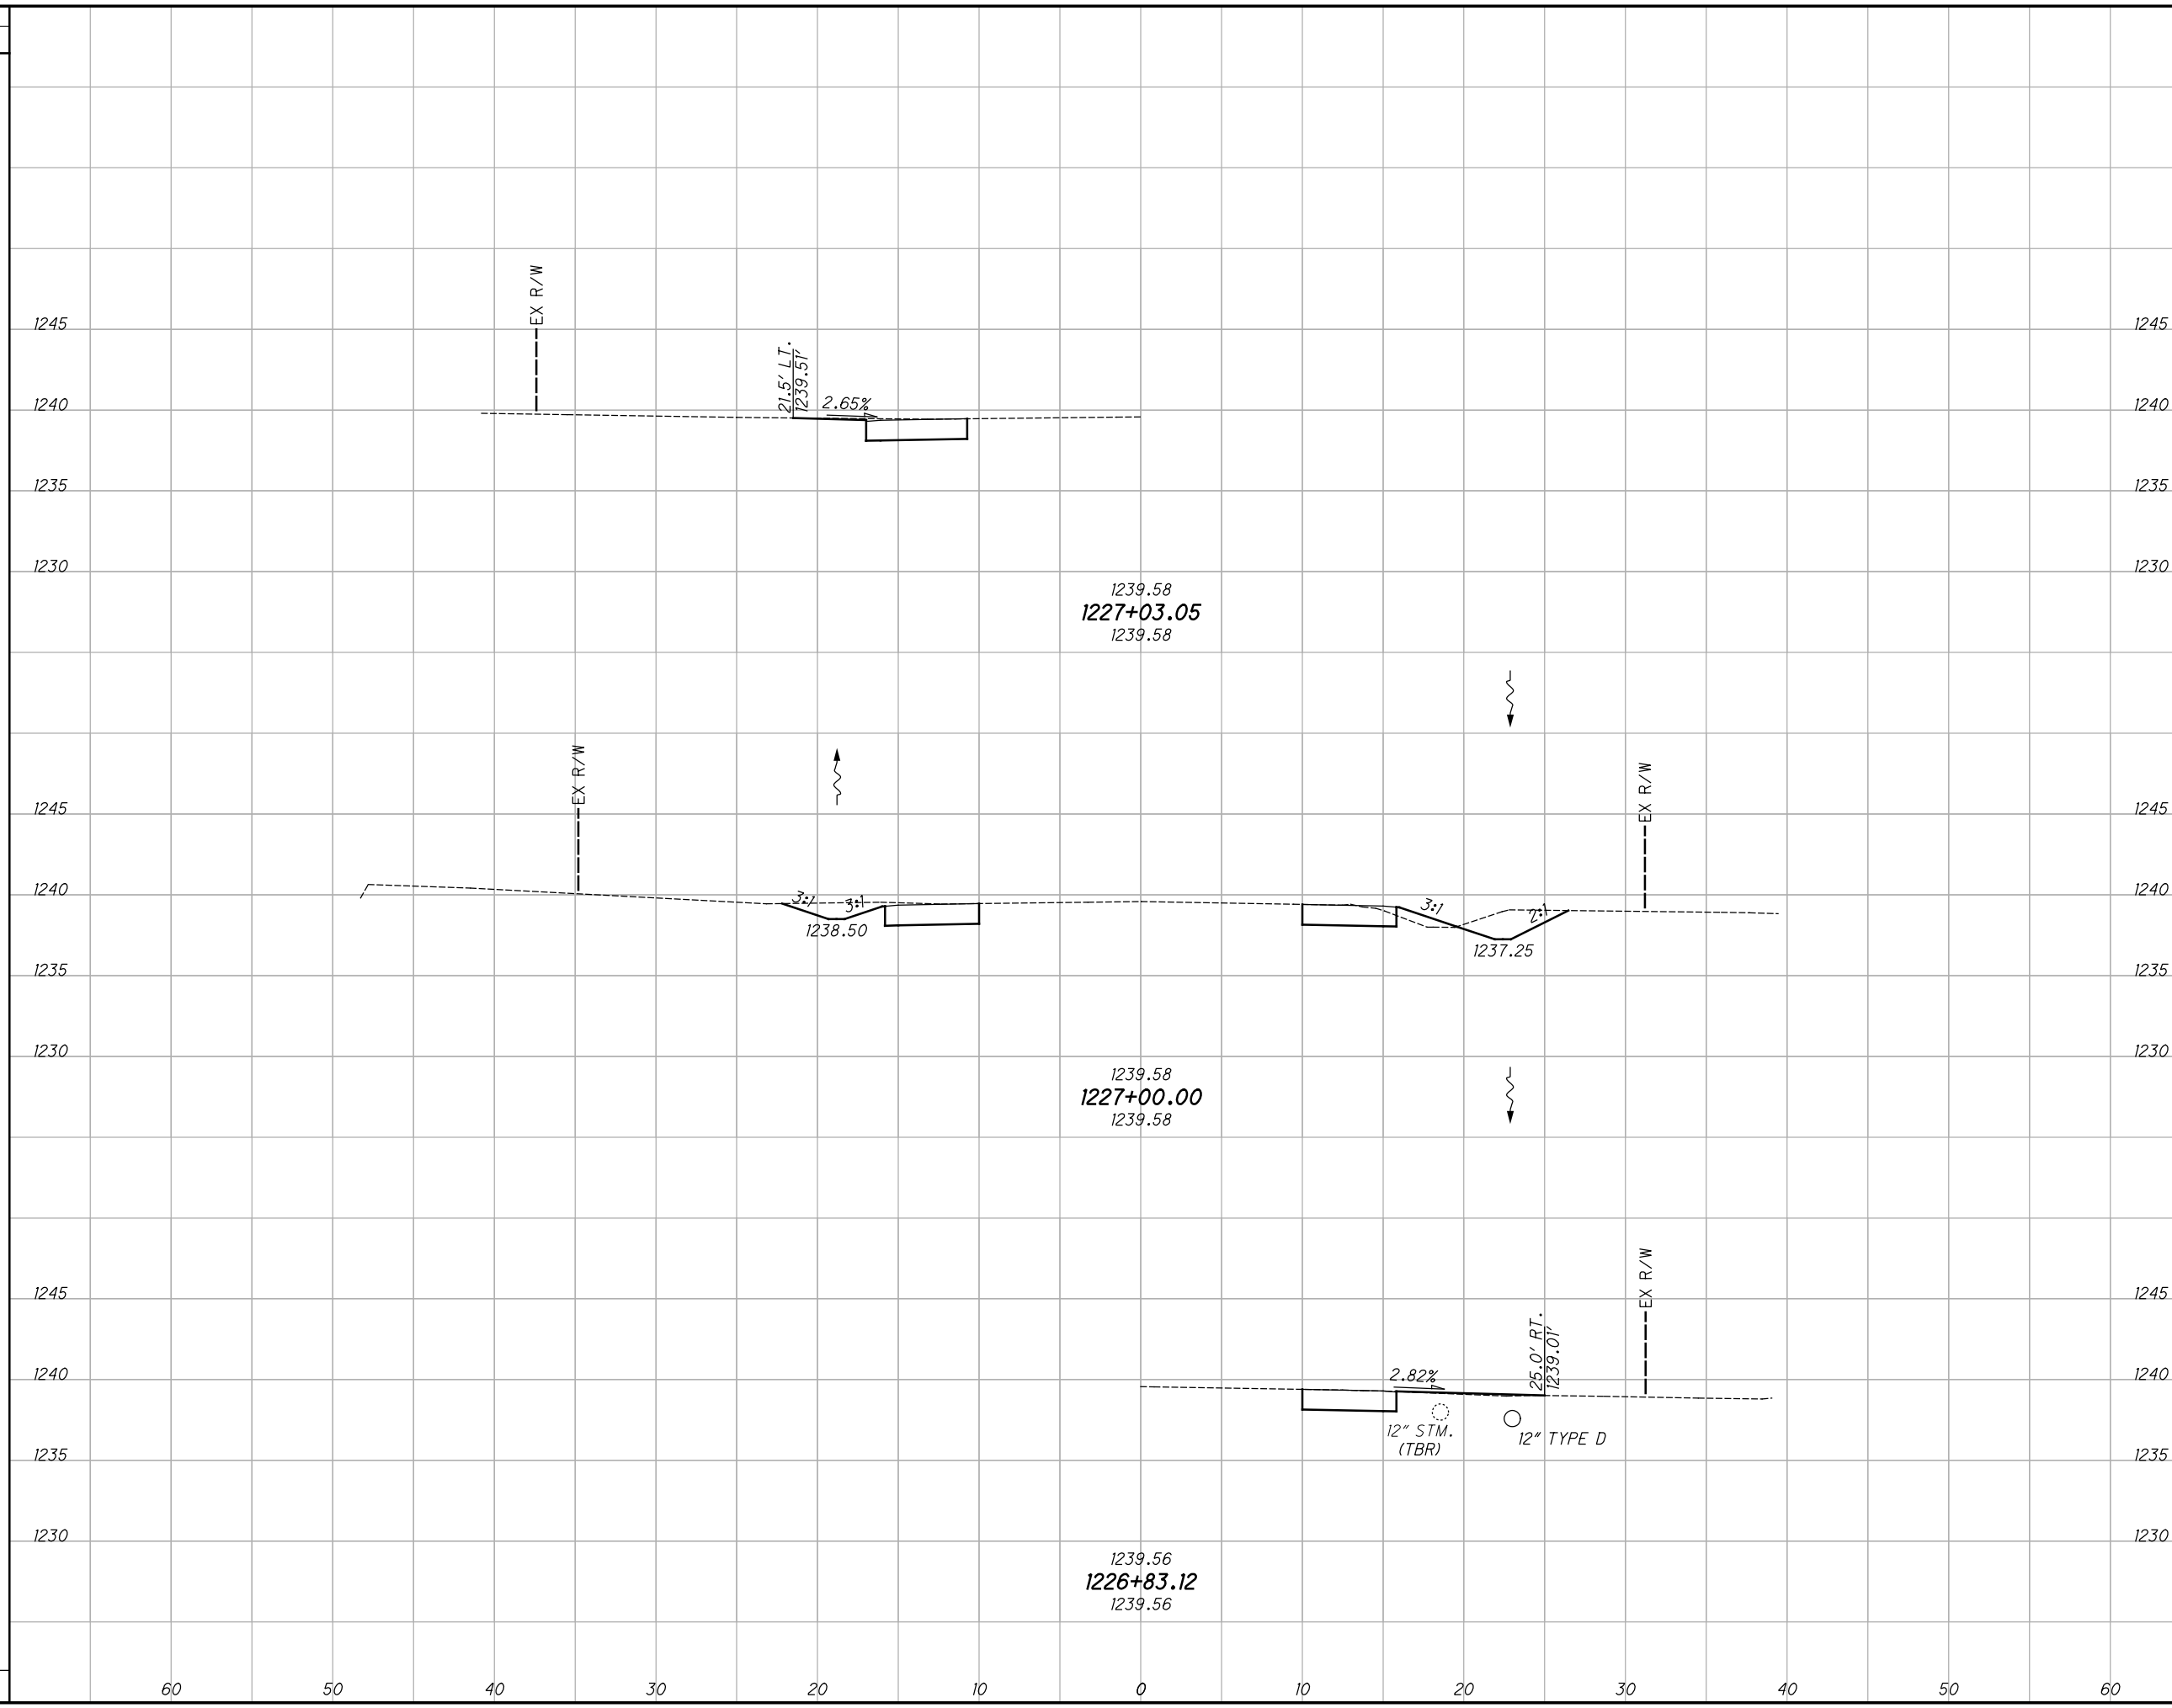 EX R/W
1245 1245
21.5' LT.
1239.51'
2.65%
1240 1240
1235 1235
1230 1230
1239.58
1227+03.05
1239.58
EX R/W
EX R/W
1245 1245
1240 1240
3:1 3:1 3:1 2:1
1238.50
1237.25
1235 1235
1230 1230
1239.58
1227+00.00
1239.58
EX R/W
1245 1245
25.0' RT.
1239.01'
2.82%
1240 1240
12" STM.
(TBR)
12" TYPE D
1235 1235
1230 1230
1239.56
1226+83.12
1239.56
60 50 40 30 20 10 0 10 20 30 40 50 60